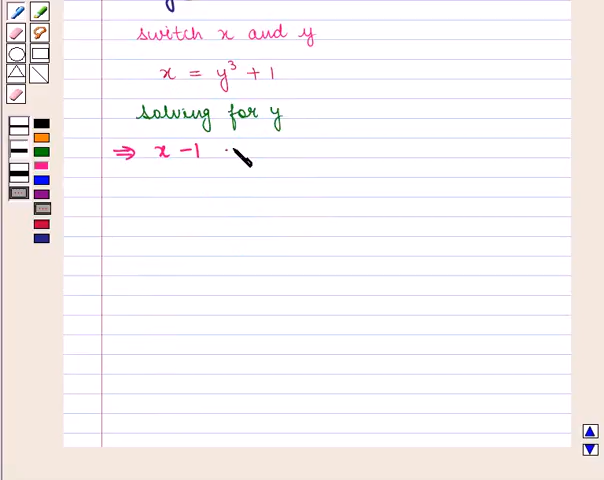 switch x and y
x = y³ + 1
solving for y
⇒ x - 1